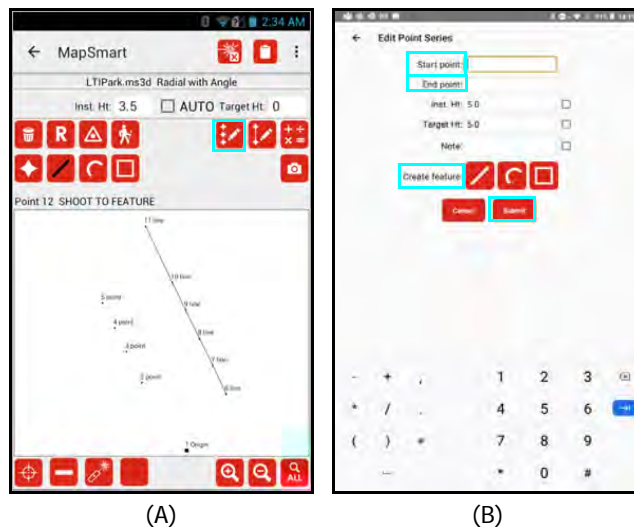 2:34 AM
← MapSmart
LTIPark.ms3d Radial with Angle
Inst. Ht: 3.5 AUTO Target Ht: 0
R
ALL
Point 12 SHOOT TO FEATURE
11 line
10 line
9 line
8 line
7 line
6 line
5 point
4 point
3 point
2 point
1 Origin
(A)
← Edit Point Series
Start point:
End point:
Inst. Ht: 5.0
Target Ht: 5.0
Note:
Create feature:
Cancel Submit
- + , 1 2 3
* / . 4 5 6
( ) = 7 8 9
* 0 #
(B)